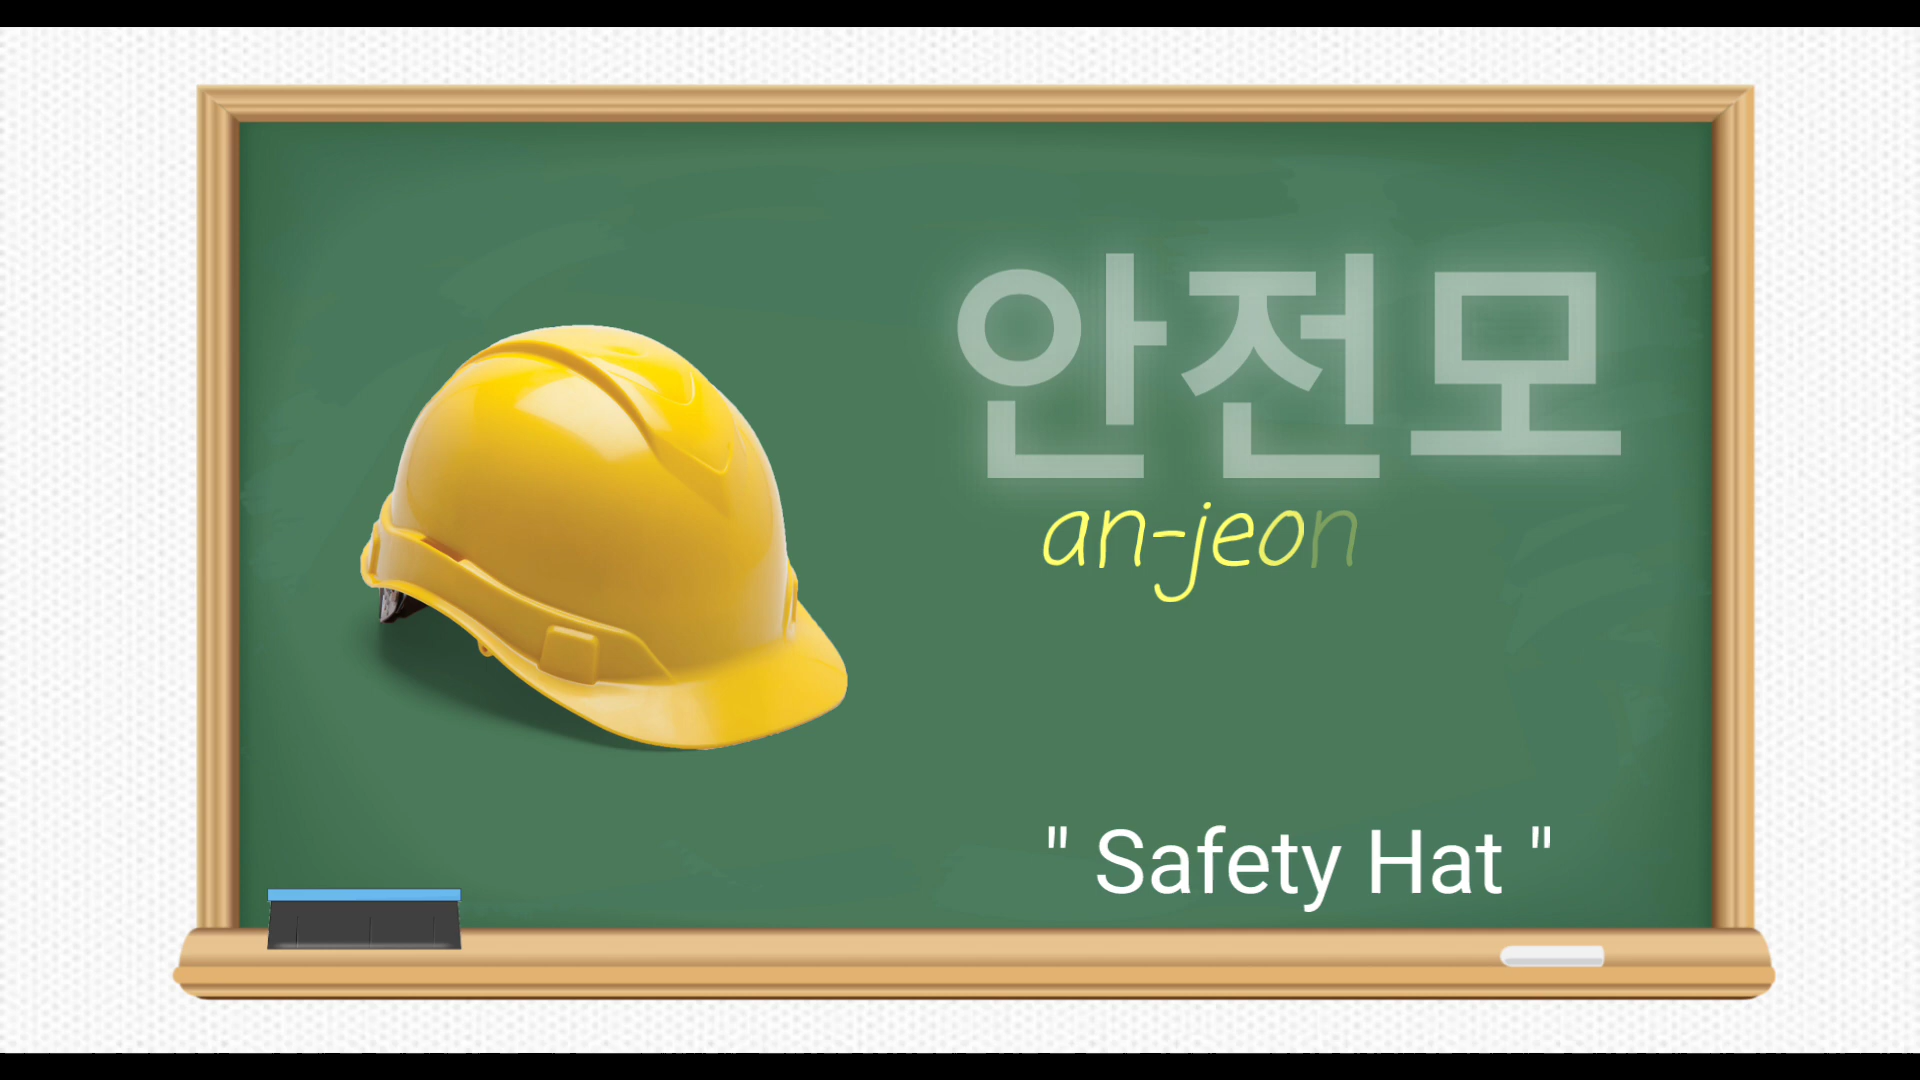 안전모
an-jeon
" Safety Hat "